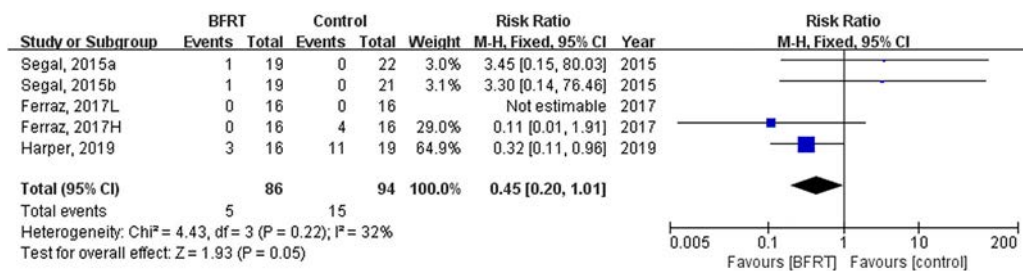 BFRT Control Risk Ratio Risk Ratio
Study or Subgroup Events Total Events Total Weight M-H, Fixed, 95% CI Year M-H, Fixed, 95% CI
Segal, 2015a 1 19 0 22 3.0% 3.45 [0.15, 80.03] 2015
Segal, 2015b 1 19 0 21 3.1% 3.30 [0.14, 76.46] 2015
Ferraz, 2017L 0 16 0 16 Not estimable 2017
Ferraz, 2017H 0 16 4 16 29.0% 0.11 [0.01, 1.91] 2017
Harper, 2019 3 16 11 19 64.9% 0.32 [0.11, 0.96] 2019
Total (95% CI) 86 94 100.0% 0.45 [0.20, 1.01]
Total events 5 15
Heterogeneity: Chi² = 4.43, df = 3 (P = 0.22); I² = 32%
Test for overall effect: Z = 1.93 (P = 0.05)
0.005 0.1 1 10 200
Favours [BFRT] Favours [control]